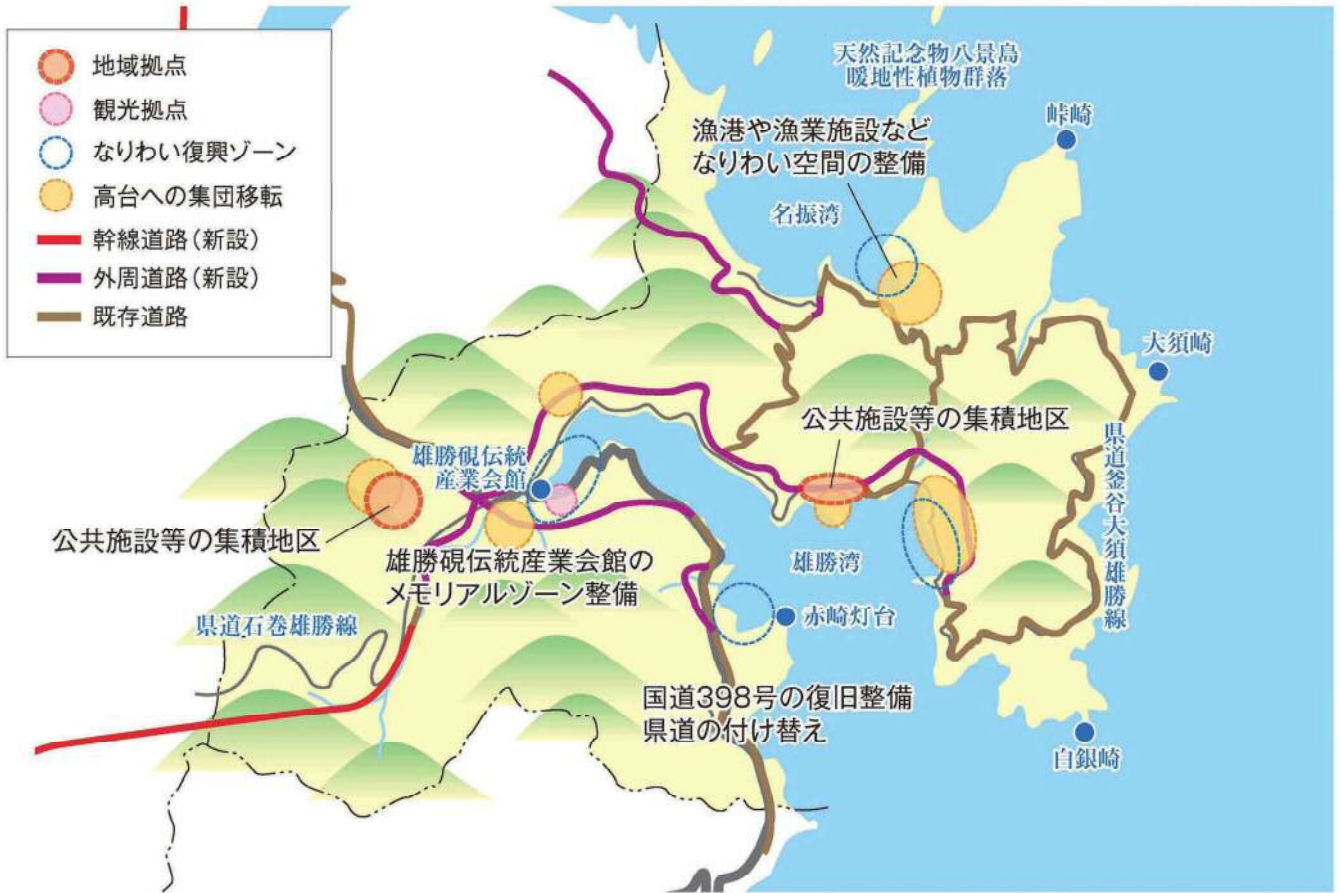 地域拠点
観光拠点
なりわい復興ゾーン
高台への集団移転
幹線道路(新設)
外周道路(新設)
既存道路
天然記念物八景島
暖地性植物群落
峠崎
漁港や漁業施設など
なりわい空間の整備
名振湾
大須崎
公共施設等の集積地区
雄勝硯伝統
産業会館
県道釜谷大須雄勝線
公共施設等の集積地区
雄勝硯伝統産業会館の
メモリアルゾーン整備
雄勝湾
県道石巻雄勝線
赤崎灯台
国道398号の復旧整備
県道の付け替え
白銀崎